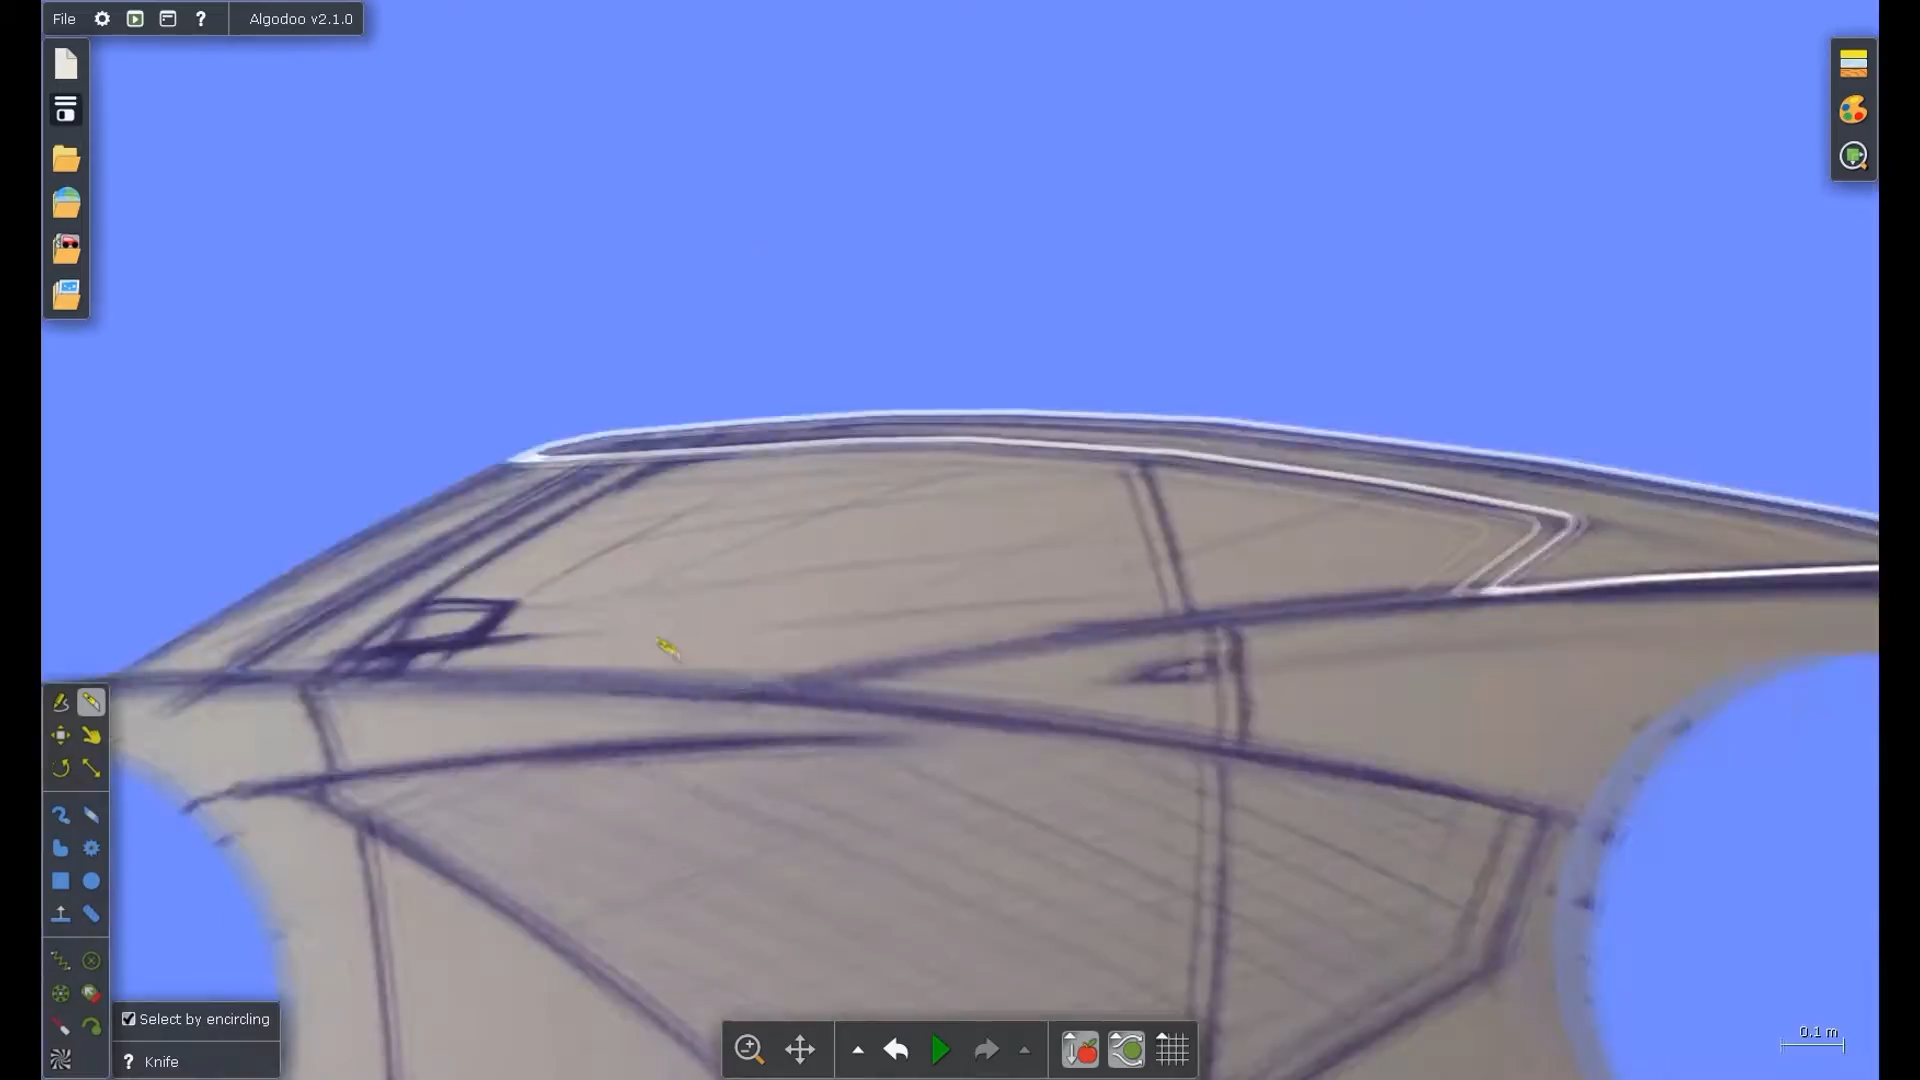 File ? Algodoo v2.1.0
Select by encircling
? Knife
0.1 m